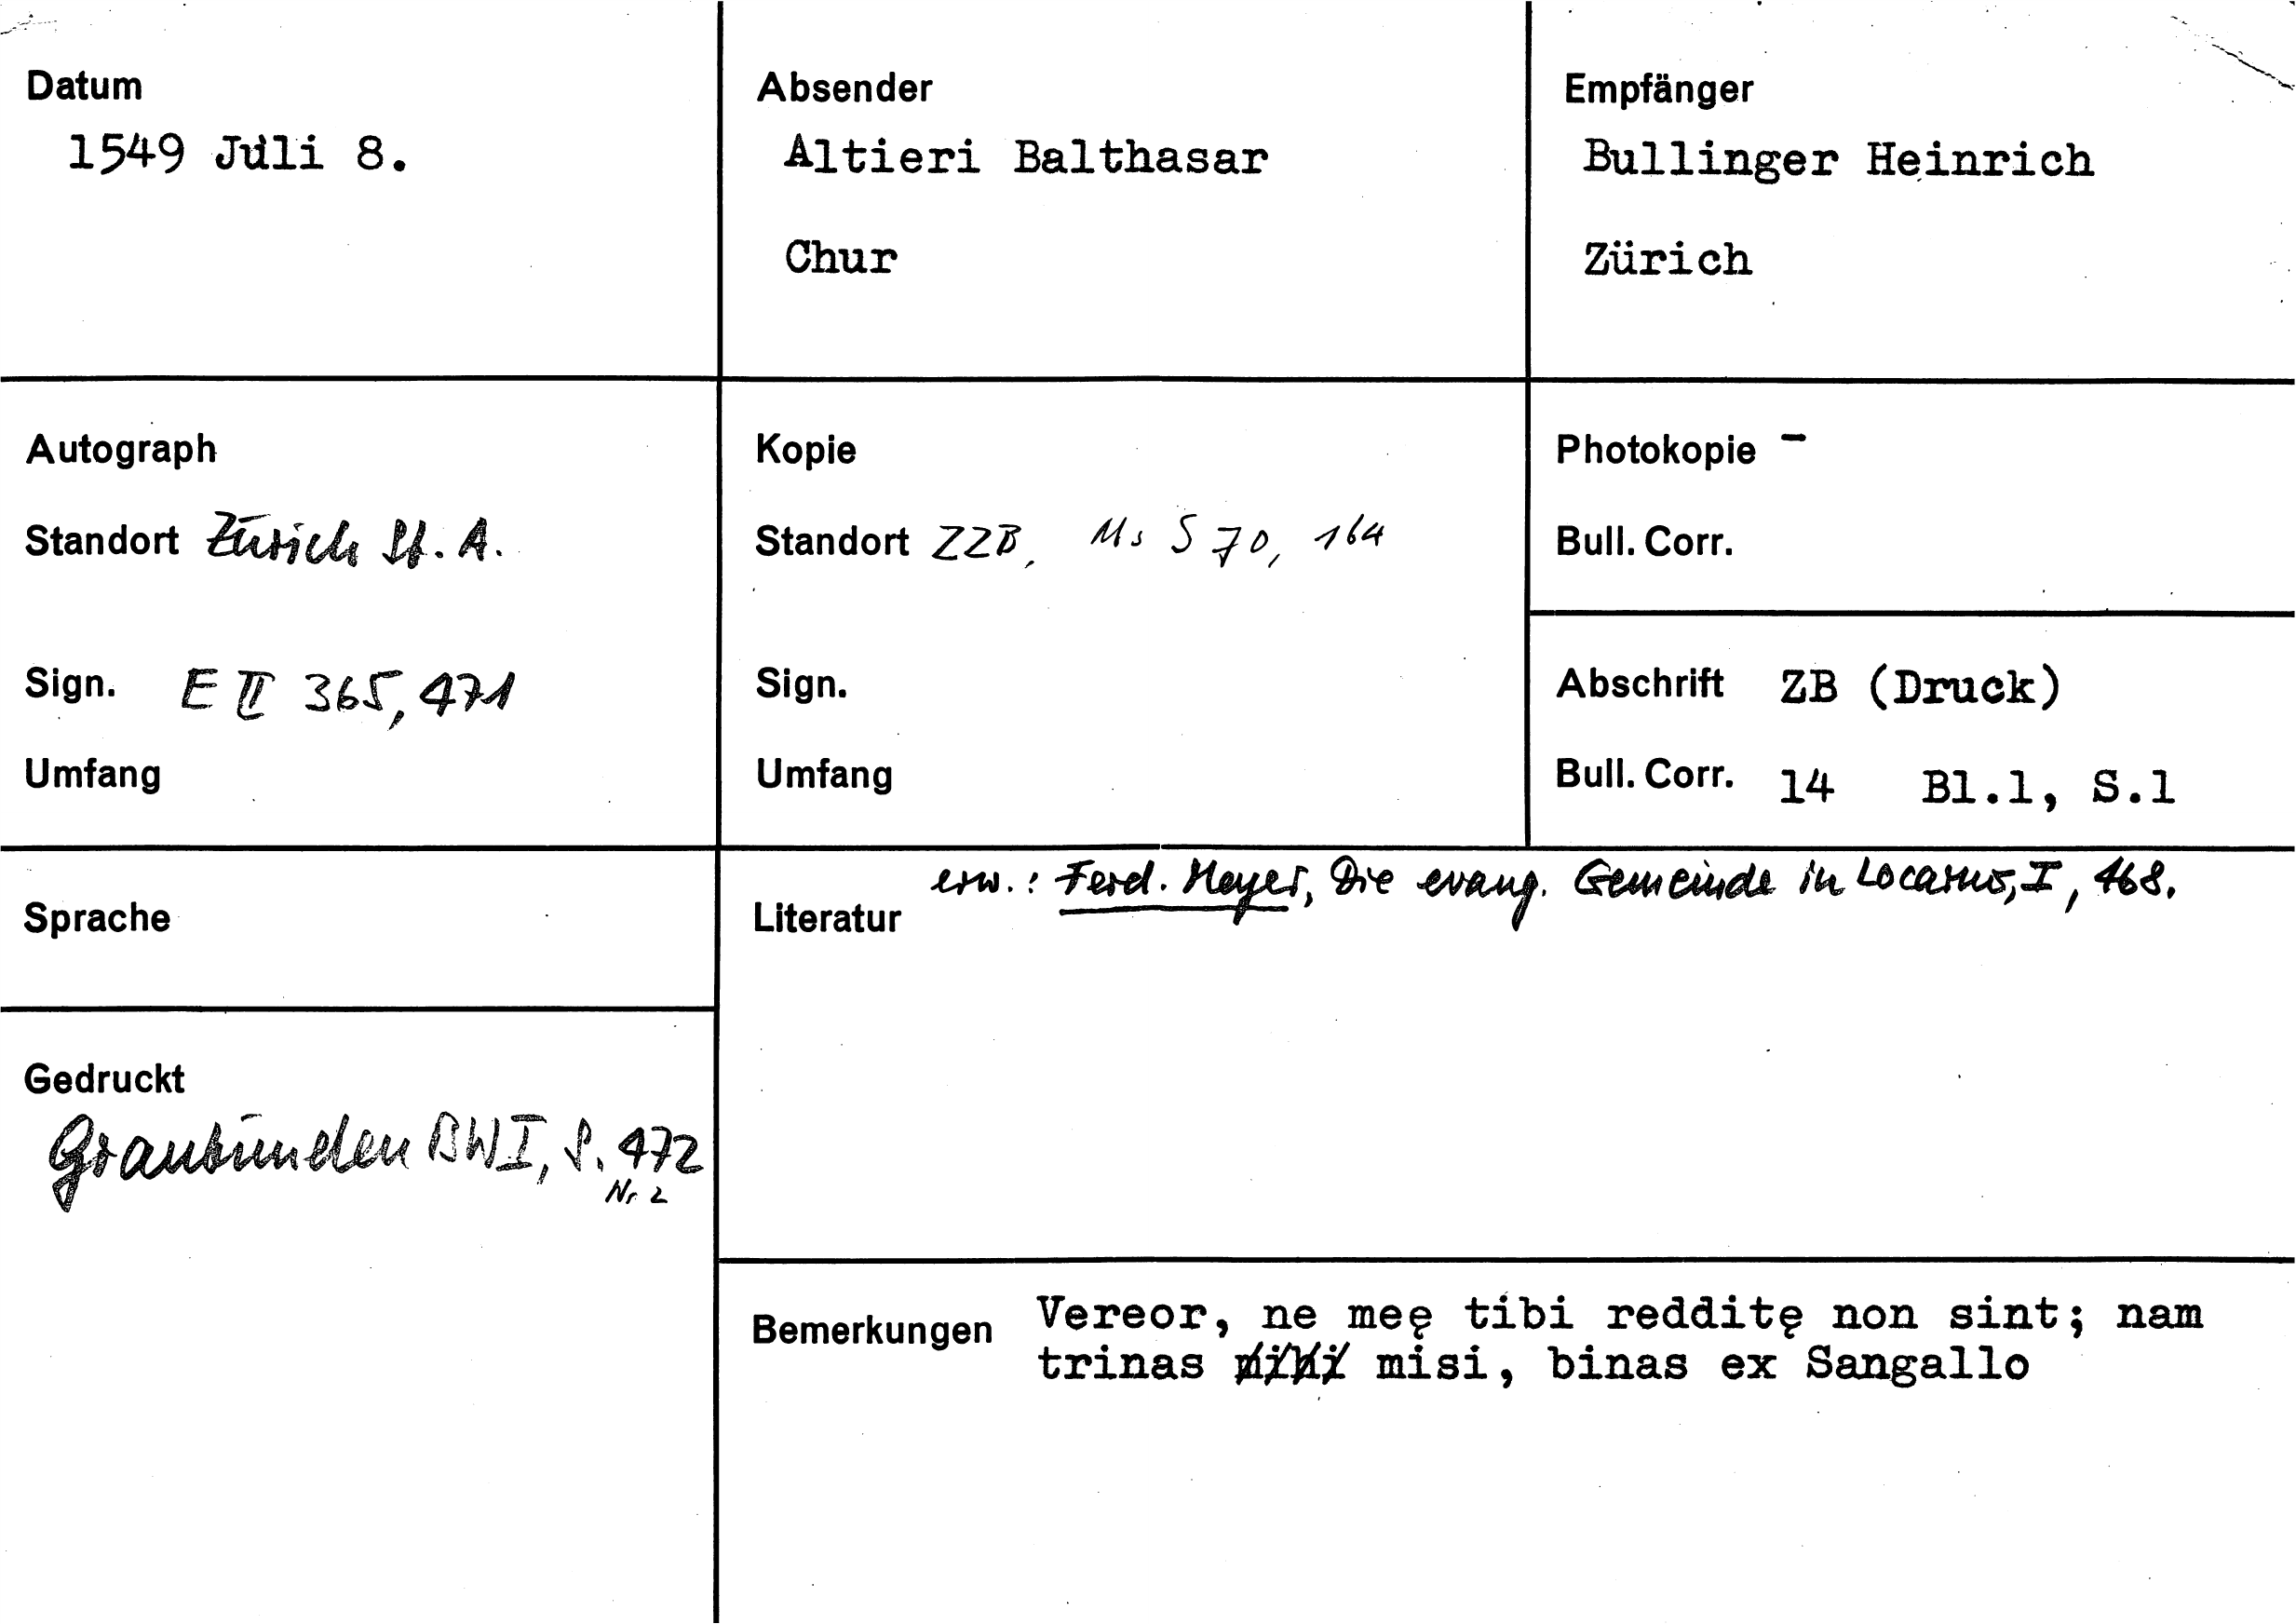 Datum
1549 Juli 8.
Absender
Altieri Balthasar
Chur
Empfänger
Bullinger Heinrich
Zürich
Autograph
Standort Zürich St. A.
Sign. E II 365, 471
Umfang
Kopie
Standort ZZB, Ms S 70, 164
Sign.
Umfang
Photokopie -
Bull. Corr.
Abschrift ZB (Druck)
Bull. Corr. 14 Bl.1, S.1
Sprache
Gedruckt
Graubünden BW I, S. 472
Nr. 2
erw.: Ferd. Meyer, Die evang. Gemeinde in Locarno, I, 168.
Literatur
Bemerkungen Vereor, ne meę tibi redditę non sint; nam
trinas misi, binas ex Sangallo